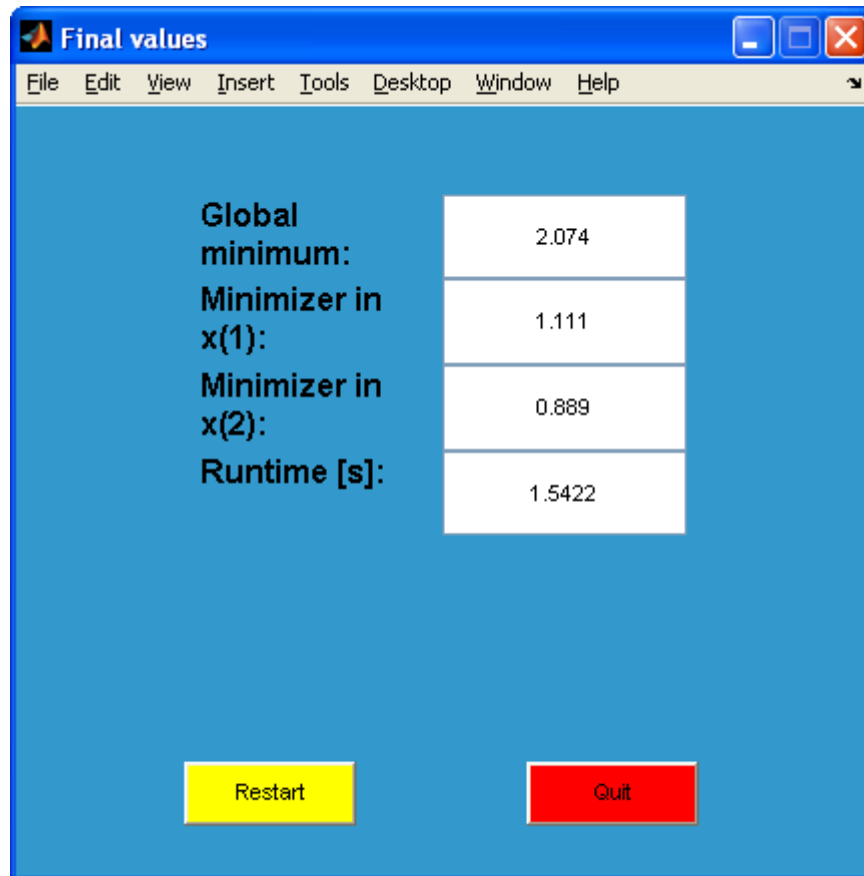 Final values
File Edit View Insert Tools Desktop Window Help
Global
minimum:
2.074
Minimizer in
x(1):
1.111
Minimizer in
x(2):
0.889
Runtime [s]:
1.5422
Restart
Quit